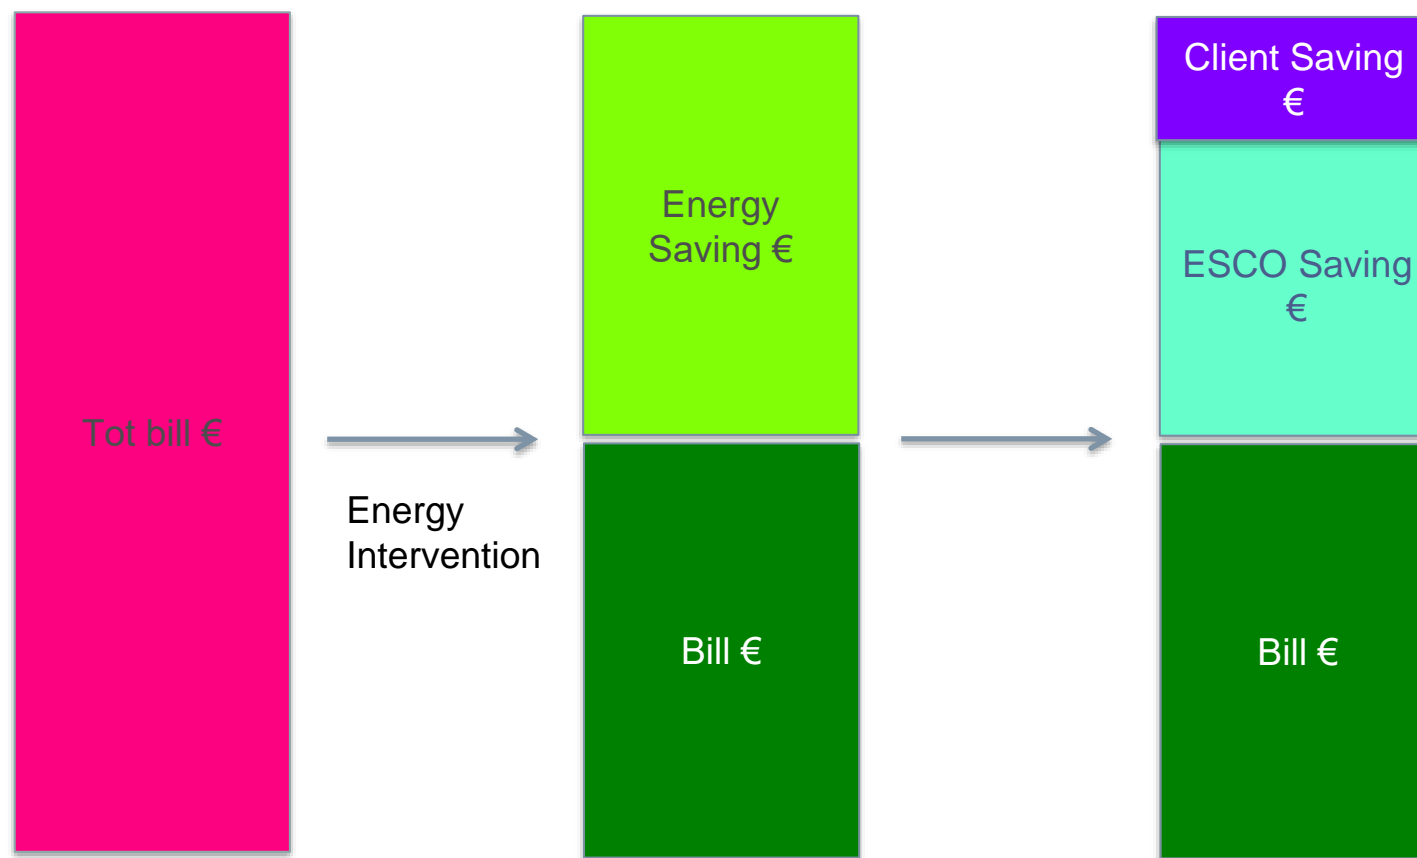 Tot bill €
Energy
Intervention
Energy
Saving €
Bill €
Client Saving
€
ESCO Saving
€
Bill €